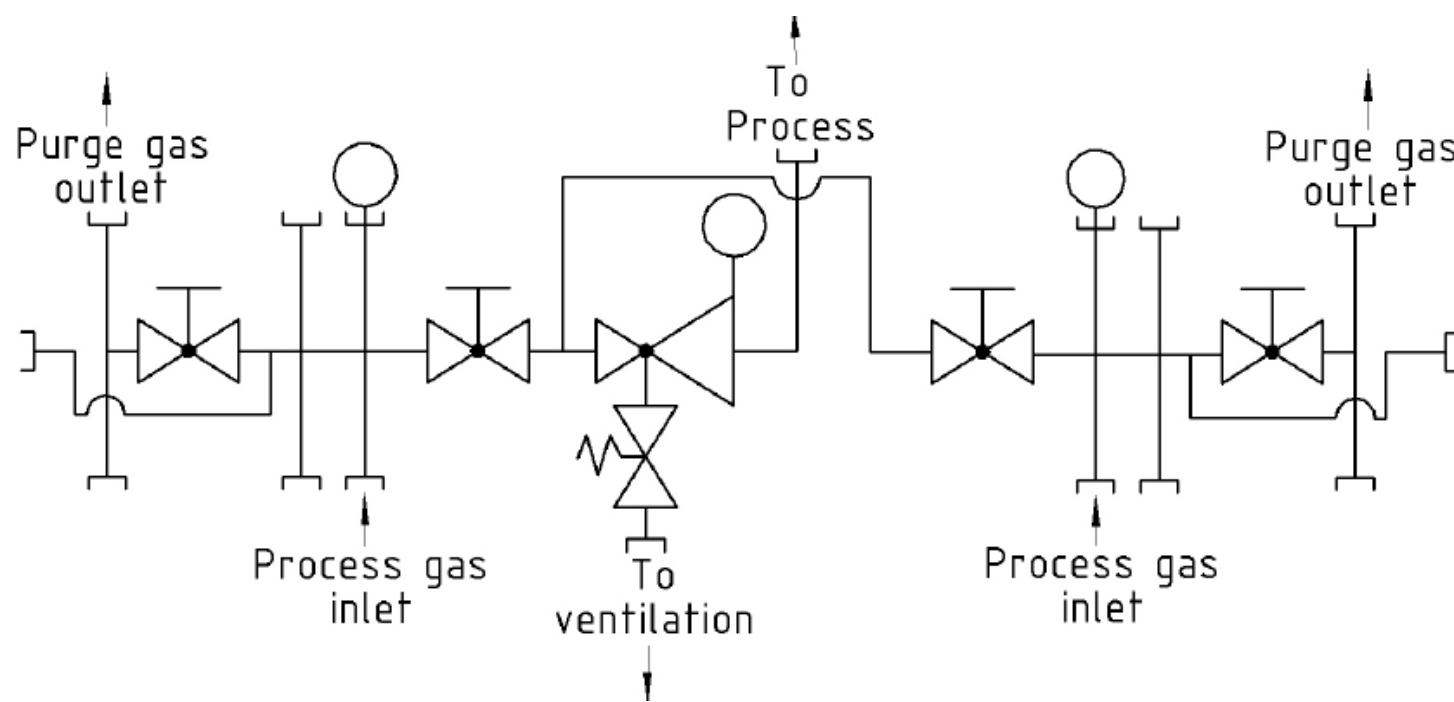 To
Process
Purge gas
outlet
Purge gas
outlet
Process gas
inlet
To
ventilation
Process gas
inlet